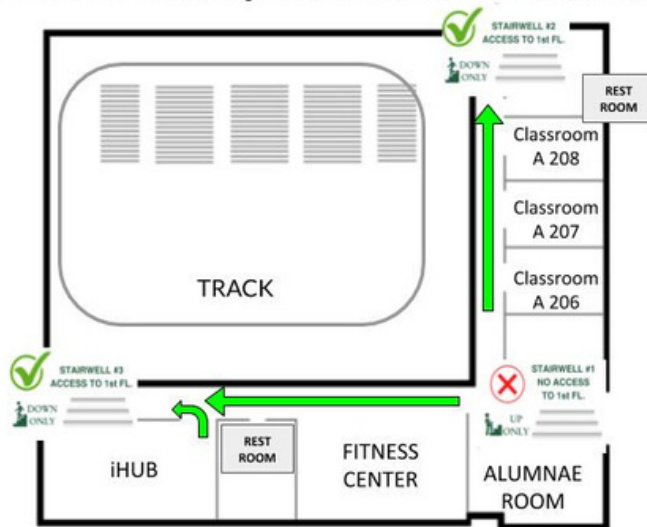 STAIRWELL #2
ACCESS TO 1st FL.
DOWN
ONLY
REST
ROOM
Classroom
A 208
Classroom
A 207
Classroom
A 206
TRACK
STAIRWELL #3
ACCESS TO 1st FL.
DOWN
ONLY
STAIRWELL #1
NO ACCESS
TO 1st FL.
UP
ONLY
iHUB
REST
ROOM
FITNESS
CENTER
ALUMNAE
ROOM